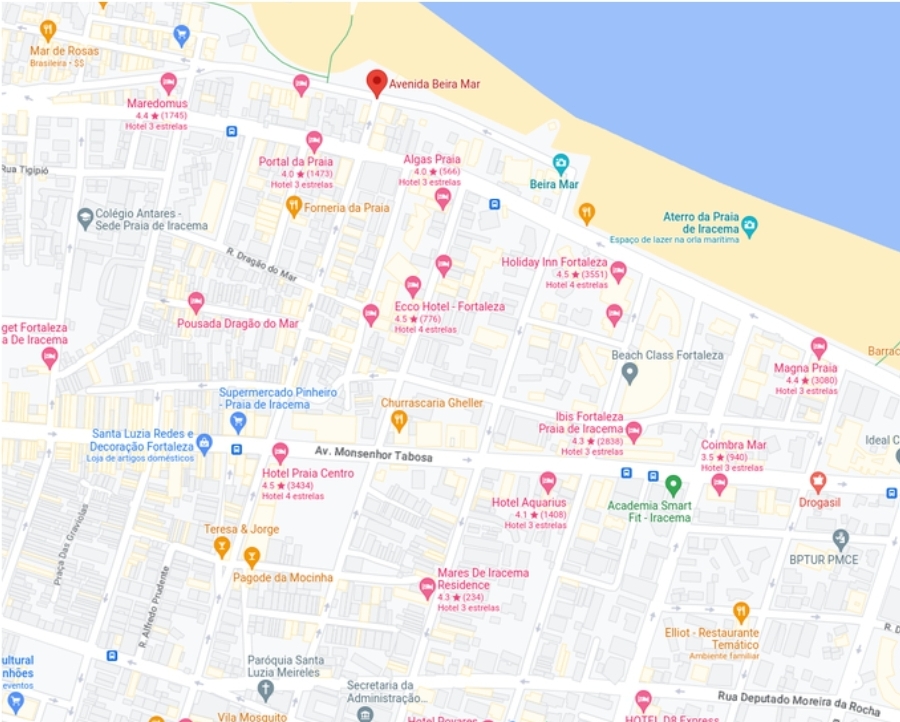 Mar de Rosas
Brasileira • $$
Avenida Beira Mar
Maredomus
4.4 ★ (1745)
Hotel 3 estrelas
Portal da Praia
4.0 ★ (1473)
Hotel 3 estrelas
Algas Praia
4.0 ★ (566)
Hotel 3 estrelas
Rua Tigipió
Beira Mar
Forneria da Praia
Colégio Antares -
Sede Praia de Iracema
Aterro da Praia
de Iracema
Espaço de lazer na orla marítima
R. Dragão do Mar
Holiday Inn Fortaleza
4.5 ★ (3551)
Hotel 4 estrelas
Pousada Dragão do Mar
Ecco Hotel - Fortaleza
4.5 ★ (776)
Hotel 4 estrelas
get Fortaleza
a De Iracema
Beach Class Fortaleza
Barrac
Magna Praia
4.4 ★ (3080)
Hotel 3 estrelas
Supermercado Pinheiro
- Praia de Iracema
Churrascaria Gheller
Ibis Fortaleza
Praia de Iracema
4.3 ★ (2838)
Hotel 3 estrelas
Santa Luzia Redes e
Decoração Fortaleza
Loja de artigos domésticos
Av. Monsenhor Tabosa
Coimbra Mar
3.5 ★ (940)
Hotel 3 estrelas
Ideal C
Hotel Praia Centro
4.5 ★ (3434)
Hotel 4 estrelas
Hotel Aquarius
4.1 ★ (1408)
Hotel 3 estrelas
Academia Smart
Fit - Iracema
Drogasil
Praça Das Graviolas
Teresa & Jorge
BPTUR PMCE
Pagode da Mocinha
R. Alfredo Prudente
Mares De Iracema
Residence
4.3 ★ (234)
Hotel 3 estrelas
Elliot - Restaurante
Temático
Ambiente familiar
R. D
ultural
nhões
eventos
Paróquia Santa
Luzia Meireles
Secretaria da
Administração...
Rua Deputado Moreira da Rocha
Vila Mosquito
HOTEL D8 Express